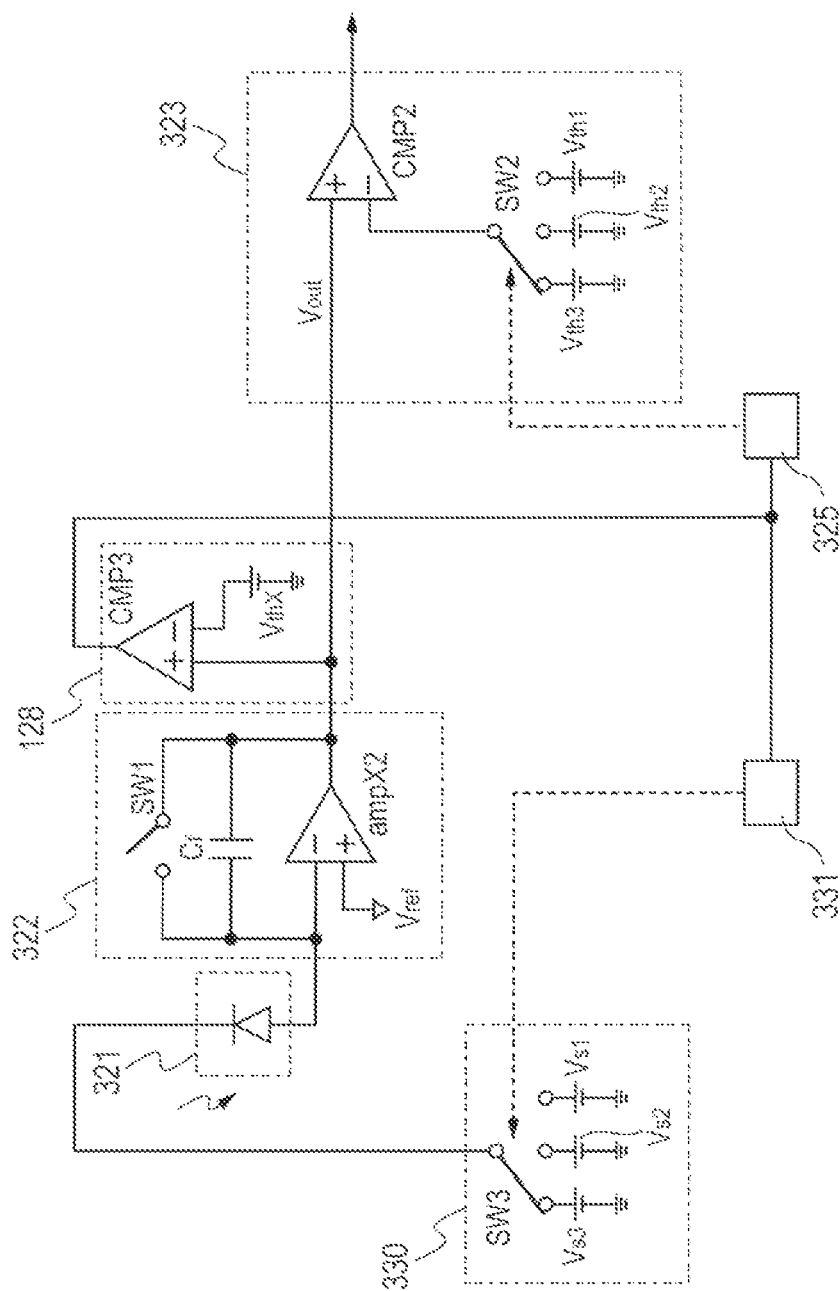 323
CMP2
+
−
Vout
SW2
Vth3
Vth2
Vth1
128
CMP3
+
−
VthX
322
SW1
Cf
ampX2
−
+
Vref
321
325
331
330
SW3
Vs3
Vs2
Vs1